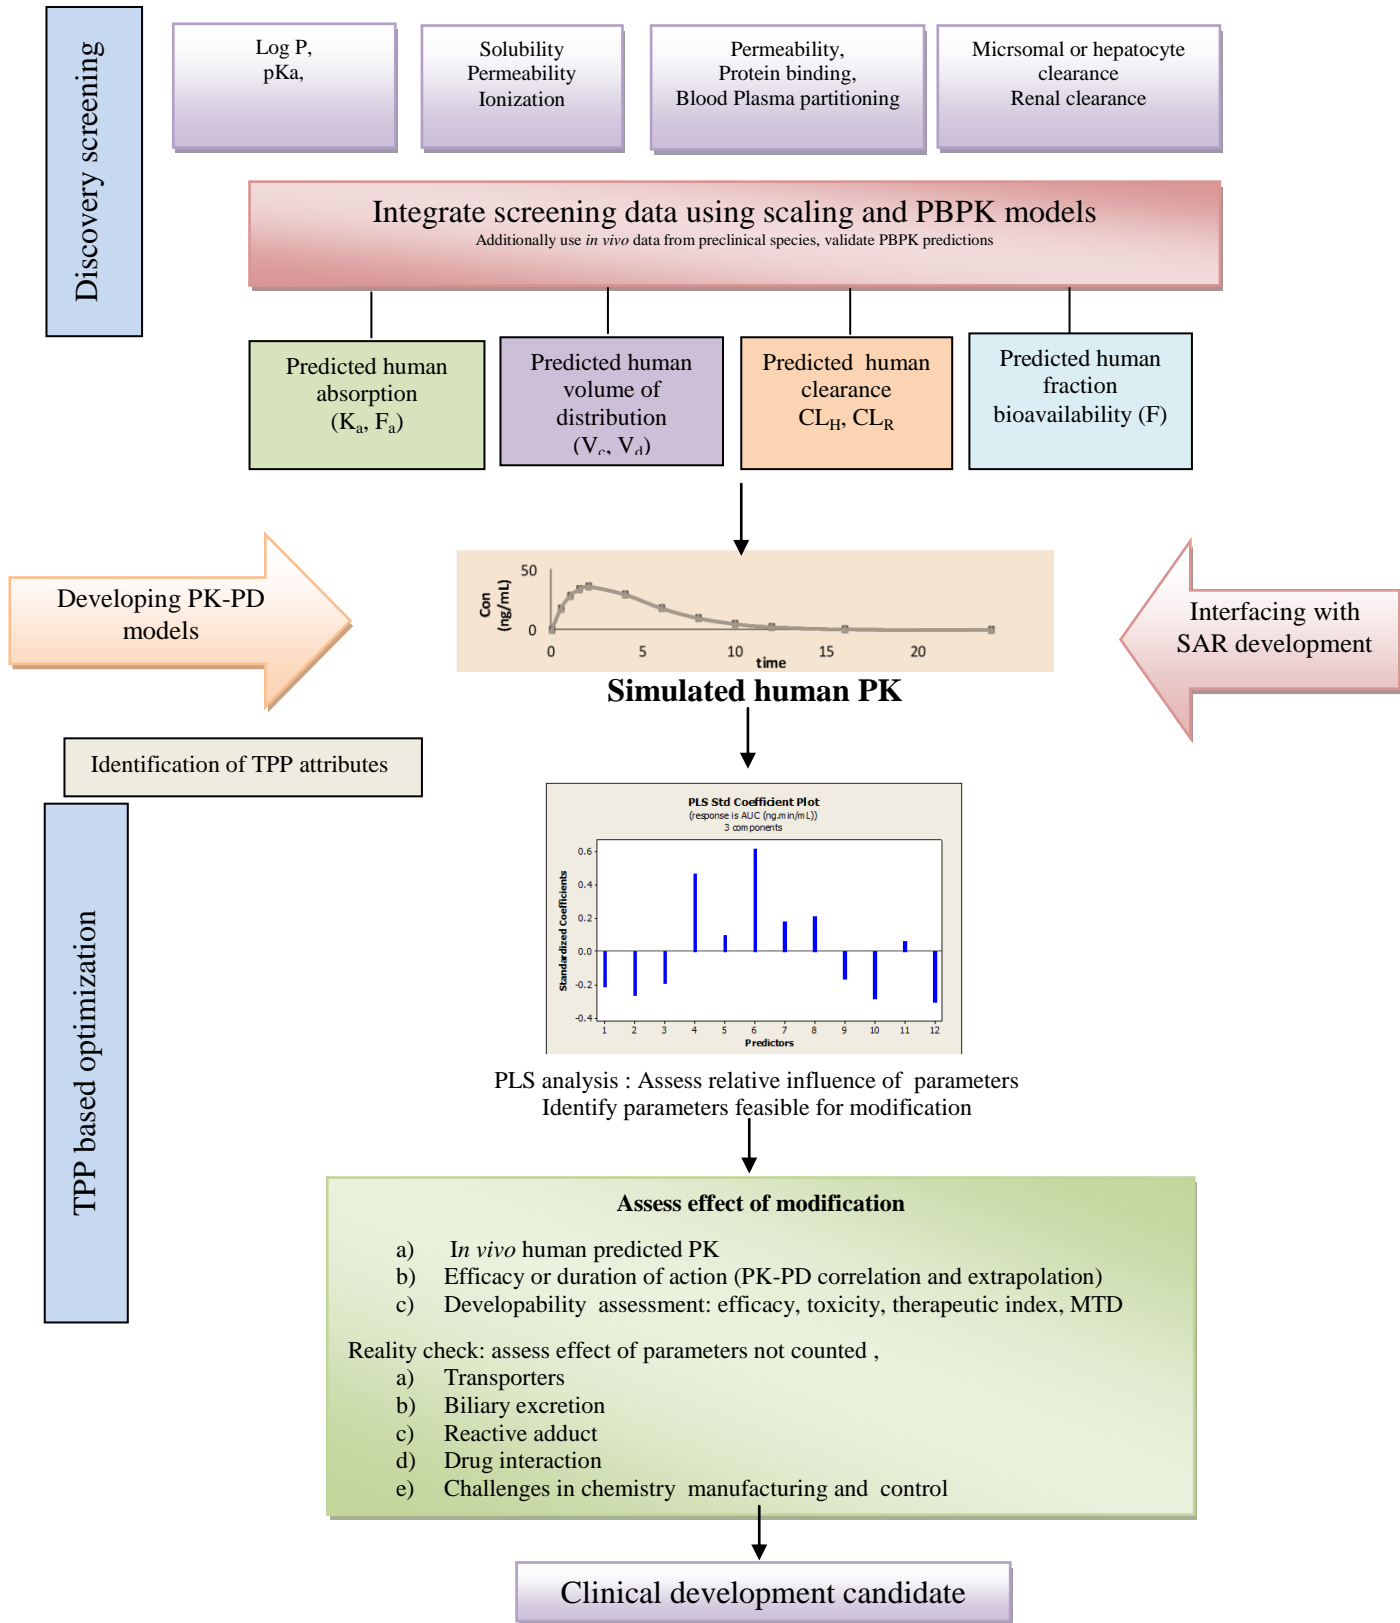 Discovery screening
Log P,
pKa,
Solubility
Permeability
Ionization
Permeability,
Protein binding,
Blood Plasma partitioning
Micrsomal or hepatocyte
clearance
Renal clearance
Integrate screening data using scaling and PBPK models
Additionally use in vivo data from preclinical species, validate PBPK predictions
Predicted human
absorption
(Ka, Fa)
Predicted human
volume of
distribution
(Vc, Vd)
Predicted human
clearance
CLH, CLR
Predicted human
fraction
bioavailability (F)
Developing PK-PD
models
Con
(ng/mL)
50
0
0 5 10 15 20
time
Simulated human PK
Interfacing with
SAR development
Identification of TPP attributes
TPP based optimization
PLS Std Coefficient Plot
(response is AUC (ng.min/mL))
3 components
Standardized Coefficients
0.6
0.4
0.2
0.0
-0.2
-0.4
1 2 3 4 5 6 7 8 9 10 11 12
Predictors
PLS analysis : Assess relative influence of parameters
Identify parameters feasible for modification
Assess effect of modification
a) In vivo human predicted PK
b) Efficacy or duration of action (PK-PD correlation and extrapolation)
c) Developability assessment: efficacy, toxicity, therapeutic index, MTD
Reality check: assess effect of parameters not counted ,
a) Transporters
b) Biliary excretion
c) Reactive adduct
d) Drug interaction
e) Challenges in chemistry manufacturing and control
Clinical development candidate